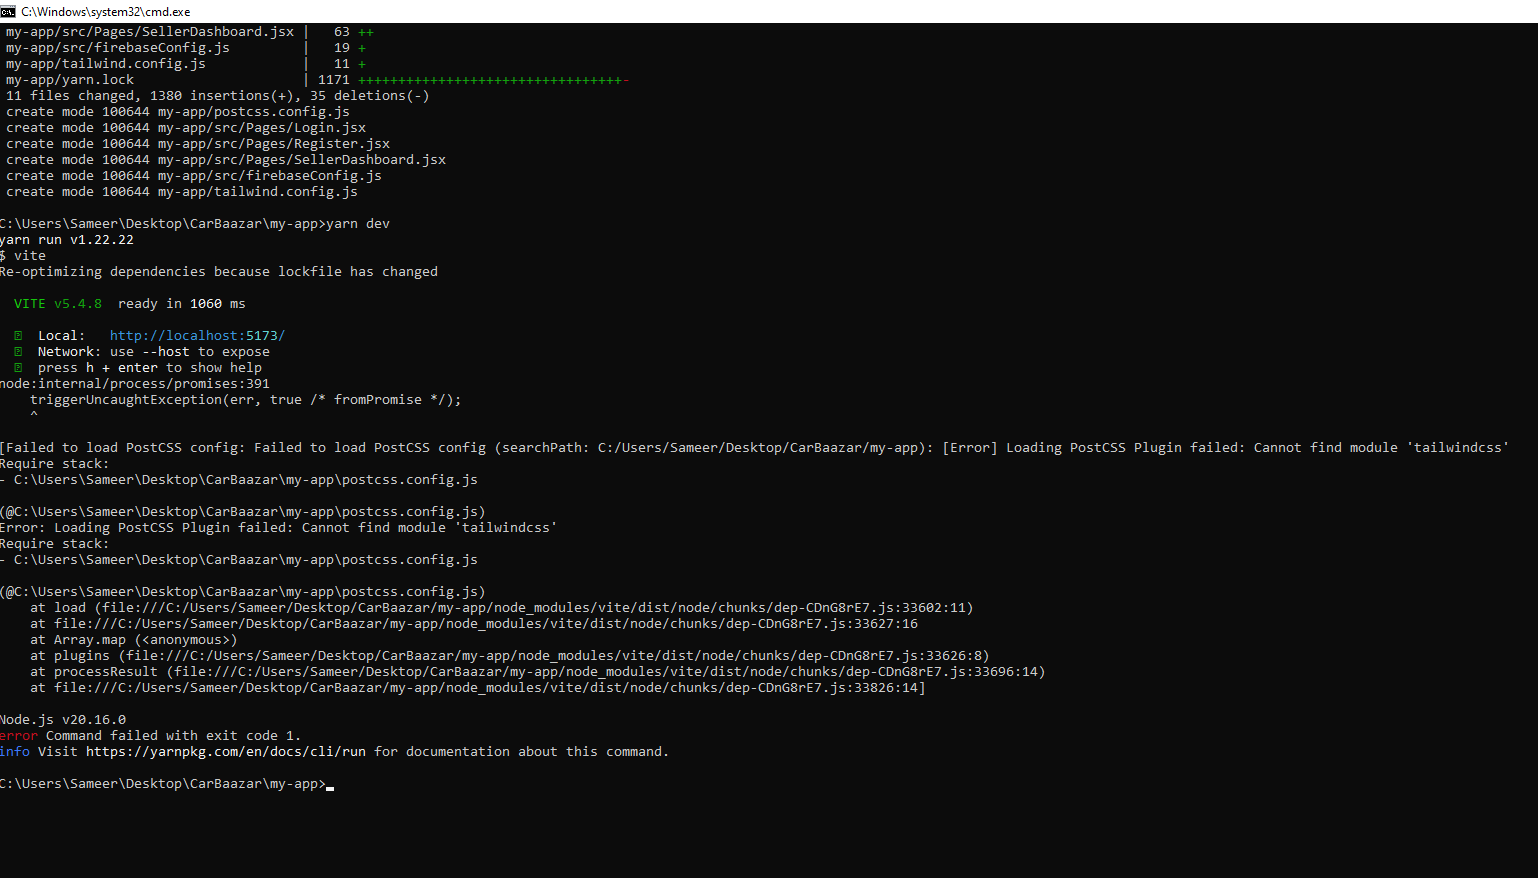 C:\Windows\system32\cmd.exe
my-app/src/Pages/SellerDashboard.jsx |   63 ++
my-app/src/firebaseConfig.js         |   19 +
my-app/tailwind.config.js            |   11 +
my-app/yarn.lock                     | 1171 +++++++++++++++++++++++++++++++++-
11 files changed, 1380 insertions(+), 35 deletions(-)
create mode 100644 my-app/postcss.config.js
create mode 100644 my-app/src/Pages/Login.jsx
create mode 100644 my-app/src/Pages/Register.jsx
create mode 100644 my-app/src/Pages/SellerDashboard.jsx
create mode 100644 my-app/src/firebaseConfig.js
create mode 100644 my-app/tailwind.config.js
C:\Users\Sameer\Desktop\CarBaazar\my-app>yarn dev
yarn run v1.22.22
$ vite
Re-optimizing dependencies because lockfile has changed
VITE v5.4.8  ready in 1060 ms
Local:   http://localhost:5173/
Network: use --host to expose
press h + enter to show help
node:internal/process/promises:391
triggerUncaughtException(err, true /* fromPromise */);
^
[Failed to load PostCSS config: Failed to load PostCSS config (searchPath: C:/Users/Sameer/Desktop/CarBaazar/my-app): [Error] Loading PostCSS Plugin failed: Cannot find module 'tailwindcss'
Require stack:
- C:\Users\Sameer\Desktop\CarBaazar\my-app\postcss.config.js
(@C:\Users\Sameer\Desktop\CarBaazar\my-app\postcss.config.js)
Error: Loading PostCSS Plugin failed: Cannot find module 'tailwindcss'
Require stack:
- C:\Users\Sameer\Desktop\CarBaazar\my-app\postcss.config.js
(@C:\Users\Sameer\Desktop\CarBaazar\my-app\postcss.config.js)
at load (file:///C:/Users/Sameer/Desktop/CarBaazar/my-app/node_modules/vite/dist/node/chunks/dep-CDnG8rE7.js:33602:11)
at file:///C:/Users/Sameer/Desktop/CarBaazar/my-app/node_modules/vite/dist/node/chunks/dep-CDnG8rE7.js:33627:16
at Array.map (<anonymous>)
at plugins (file:///C:/Users/Sameer/Desktop/CarBaazar/my-app/node_modules/vite/dist/node/chunks/dep-CDnG8rE7.js:33626:8)
at processResult (file:///C:/Users/Sameer/Desktop/CarBaazar/my-app/node_modules/vite/dist/node/chunks/dep-CDnG8rE7.js:33696:14)
at file:///C:/Users/Sameer/Desktop/CarBaazar/my-app/node_modules/vite/dist/node/chunks/dep-CDnG8rE7.js:33826:14]
Node.js v20.16.0
error Command failed with exit code 1.
info Visit https://yarnpkg.com/en/docs/cli/run for documentation about this command.
C:\Users\Sameer\Desktop\CarBaazar\my-app>